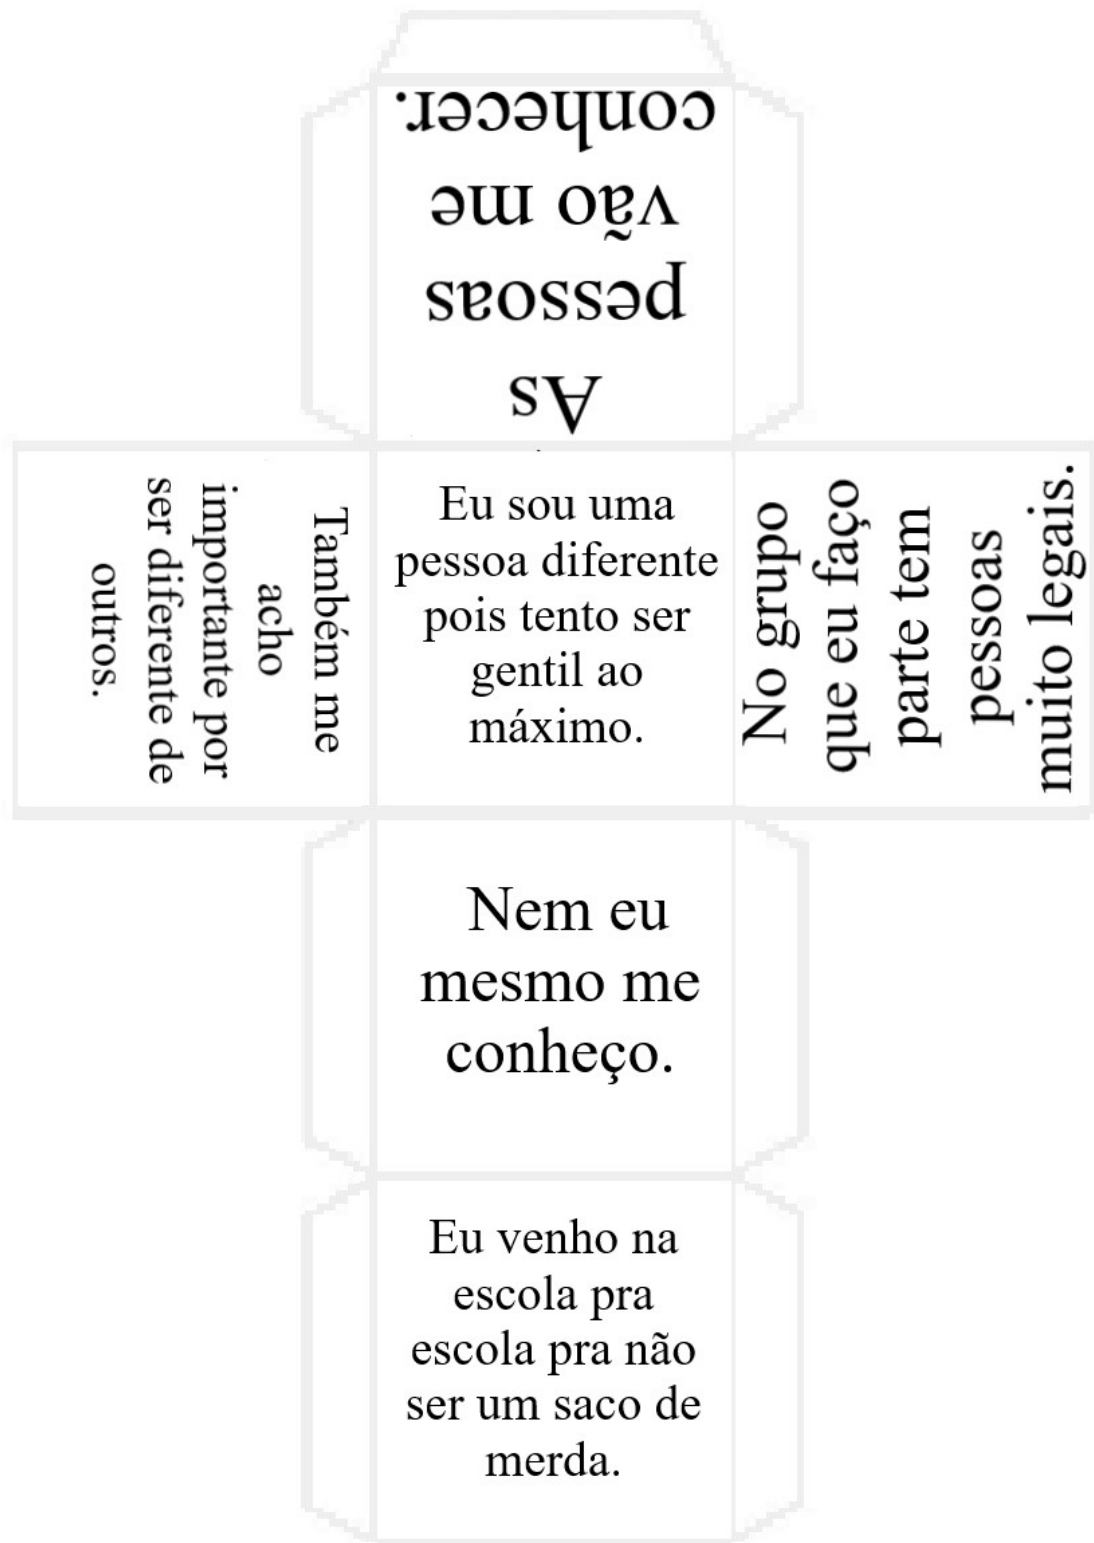 As
pessoas
vão me
conhecer.
Também me
acho
importante por
ser diferente de
outros.
Eu sou uma
pessoa diferente
pois tento ser
gentil ao
máximo.
No grupo
que eu faço
parte tem
pessoas
muito legais.
Nem eu
mesmo me
conheço.
Eu venho na
escola pra
escola pra não
ser um saco de
merda.